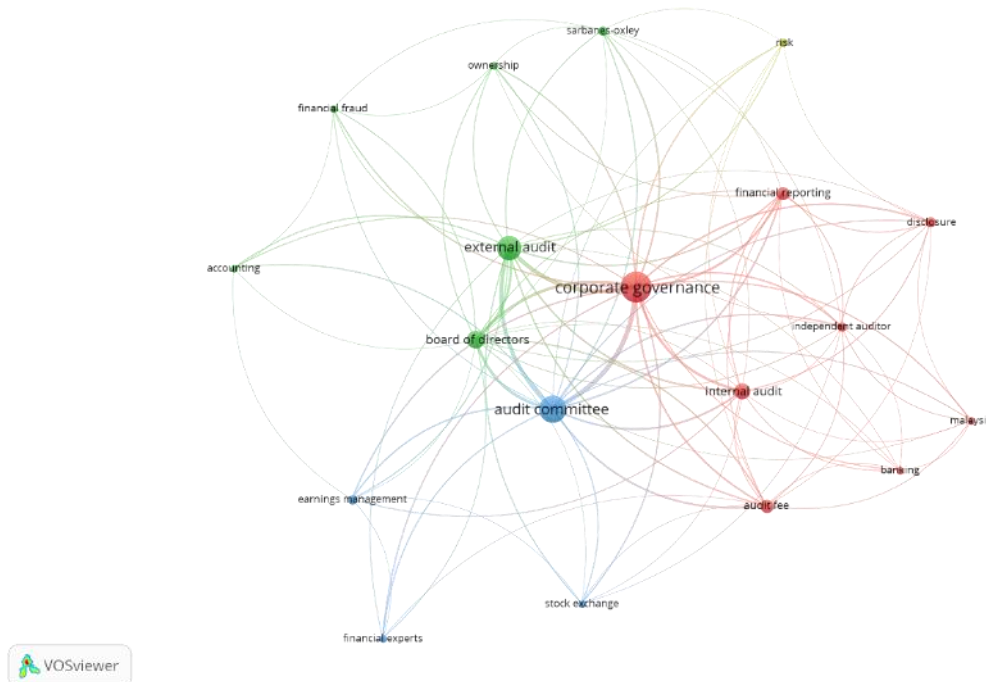 sarbanes-oxley
risk
ownership
financial fraud
financial reporting
disclosure
external audit
accounting
corporate governance
independent auditor
board of directors
internal audit
audit committee
malaysi
banking
earnings management
audit fee
stock exchange
financial experts
VOSviewer